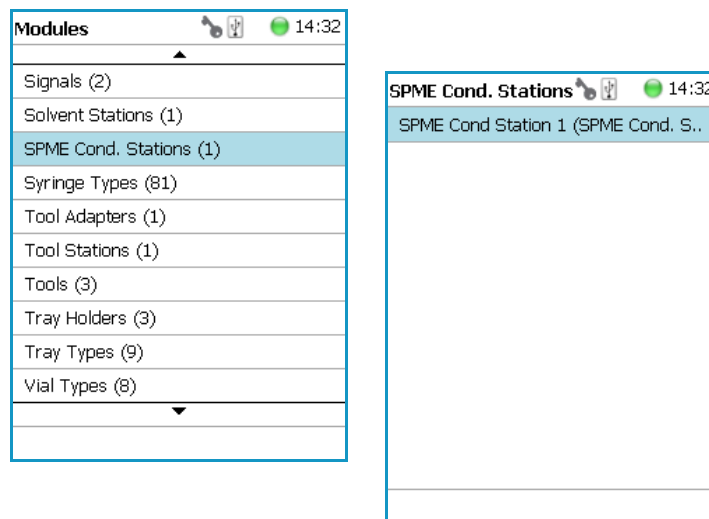 Modules 14:32
Signals (2)
Solvent Stations (1)
SPME Cond. Stations (1)
Syringe Types (81)
Tool Adapters (1)
Tool Stations (1)
Tools (3)
Tray Holders (3)
Tray Types (9)
Vial Types (8)
SPME Cond. Stations 14:32
SPME Cond Station 1 (SPME Cond. S..